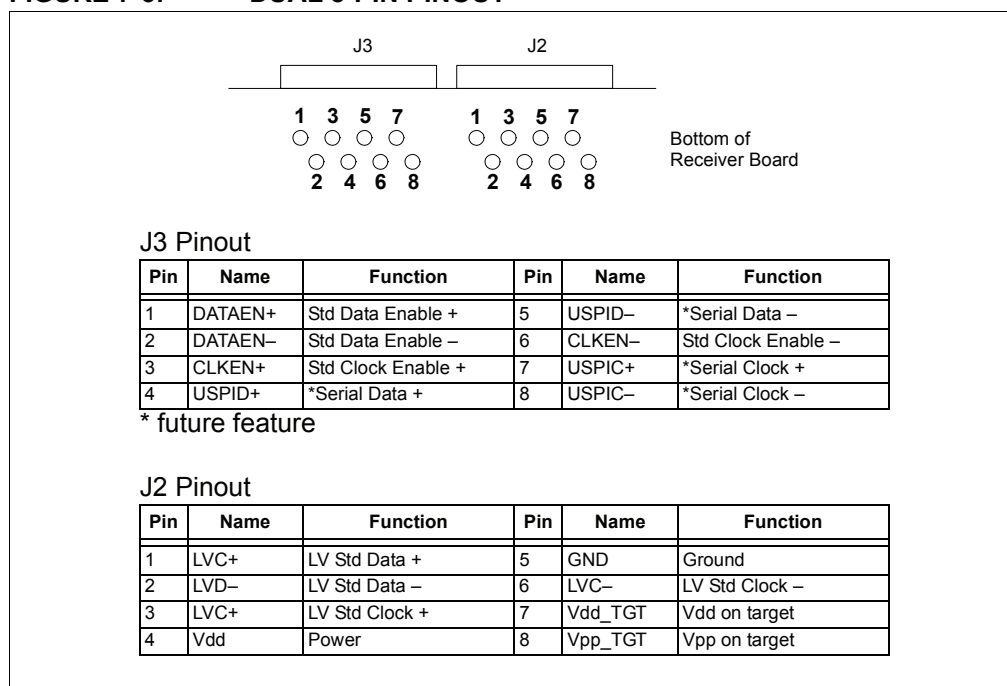 J3 J2
1 3 5 7 1 3 5 7
Bottom of
Receiver Board
2 4 6 8 2 4 6 8
J3 Pinout
Pin Name Function Pin Name Function
1 DATAEN+ Std Data Enable + 5 USPID– *Serial Data –
2 DATAEN– Std Data Enable – 6 CLKEN– Std Clock Enable –
3 CLKEN+ Std Clock Enable + 7 USPIC+ *Serial Clock +
4 USPID+ *Serial Data + 8 USPIC– *Serial Clock –
* future feature
J2 Pinout
Pin Name Function Pin Name Function
1 LVC+ LV Std Data + 5 GND Ground
2 LVD– LV Std Data – 6 LVC– LV Std Clock –
3 LVC+ LV Std Clock + 7 Vdd_TGT Vdd on target
4 Vdd Power 8 Vpp_TGT Vpp on target